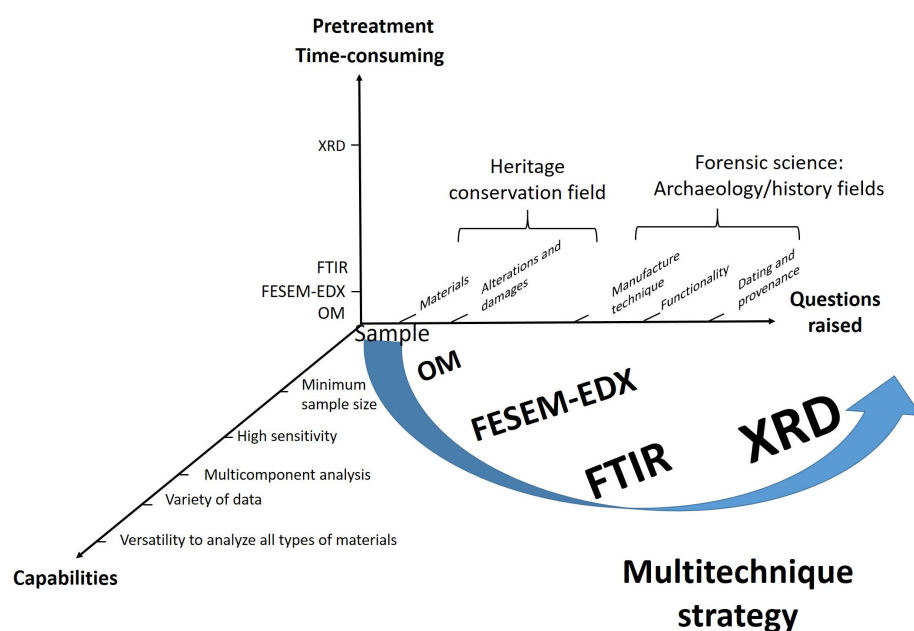 Pretreatment
Time-consuming
XRD
Heritage
conservation field
Forensic science:
Archaeology/history fields
FTIR
FESEM-EDX
OM
Materials
Alterations and
damages
Manufacture
technique
Functionality
Dating and
provenance
Questions
raised
Sample
OM
FESEM-EDX
FTIR
XRD
Minimum
sample size
High sensitivity
Multicomponent analysis
Variety of data
Versatility to analyze all types of materials
Capabilities
Multitechnique
strategy